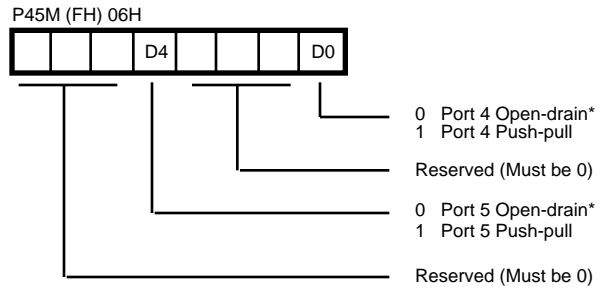 P45M (FH) 06H
D4 D0
0 Port 4 Open-drain*
1 Port 4 Push-pull
Reserved (Must be 0)
0 Port 5 Open-drain*
1 Port 5 Push-pull
Reserved (Must be 0)